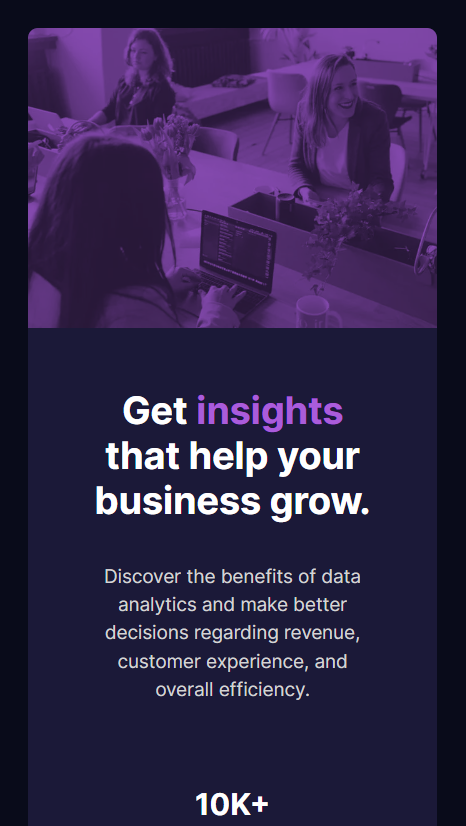 Get insights
that help your
business grow.
Discover the benefits of data
analytics and make better
decisions regarding revenue,
customer experience, and
overall efficiency.
10K+